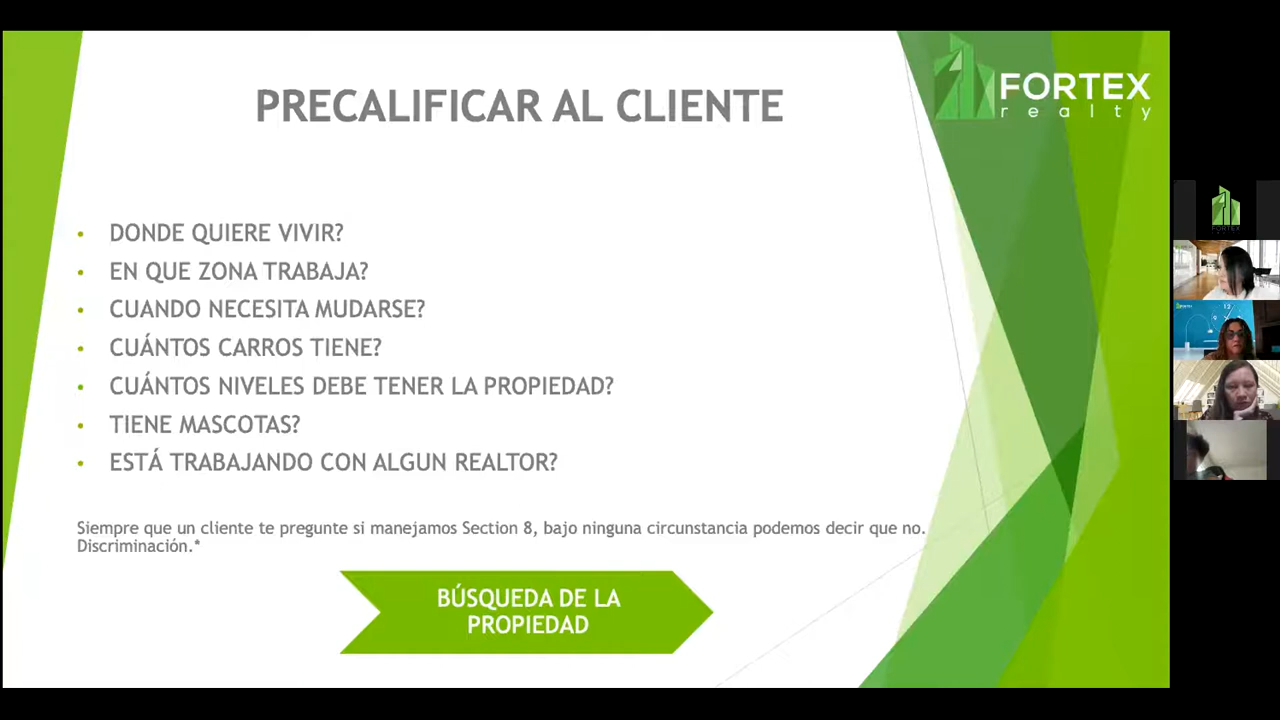 PRECALIFICAR AL CLIENTE
FORTEX
realty
• DONDE QUIERE VIVIR?
• EN QUE ZONA TRABAJA?
• CUANDO NECESITA MUDARSE?
• CUÁNTOS CARROS TIENE?
• CUÁNTOS NIVELES DEBE TENER LA PROPIEDAD?
• TIENE MASCOTAS?
• ESTÁ TRABAJANDO CON ALGUN REALTOR?
Siempre que un cliente te pregunte si manejamos Section 8, bajo ninguna circunstancia podemos decir que no.
Discriminación.*
BÚSQUEDA DE LA
PROPIEDAD
FORTEX